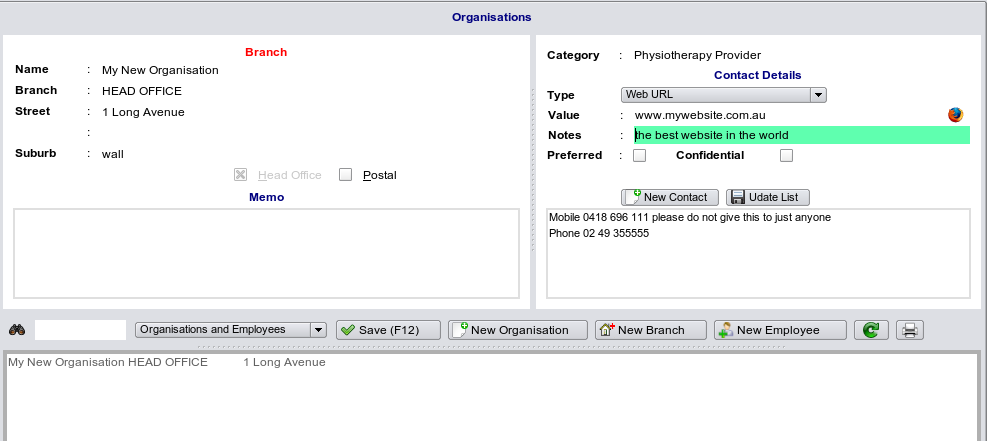 Organisations
Branch
Name : My New Organisation
Branch : HEAD OFFICE
Street : 1 Long Avenue
:
Suburb : wall
Head Office Postal
Memo
Category : Physiotherapy Provider
Contact Details
Type Web URL
Value : www.mywebsite.com.au
Notes : the best website in the world
Preferred : Confidential
New Contact Udate List
Mobile 0418 696 111 please do not give this to just anyone
Phone 02 49 355555
Organisations and Employees Save (F12) New Organisation New Branch New Employee
My New Organisation HEAD OFFICE 1 Long Avenue